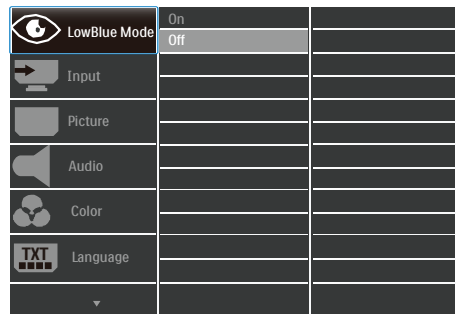 LowBlue Mode
On
Off
Input
Picture
Audio
Color
TXT
Language